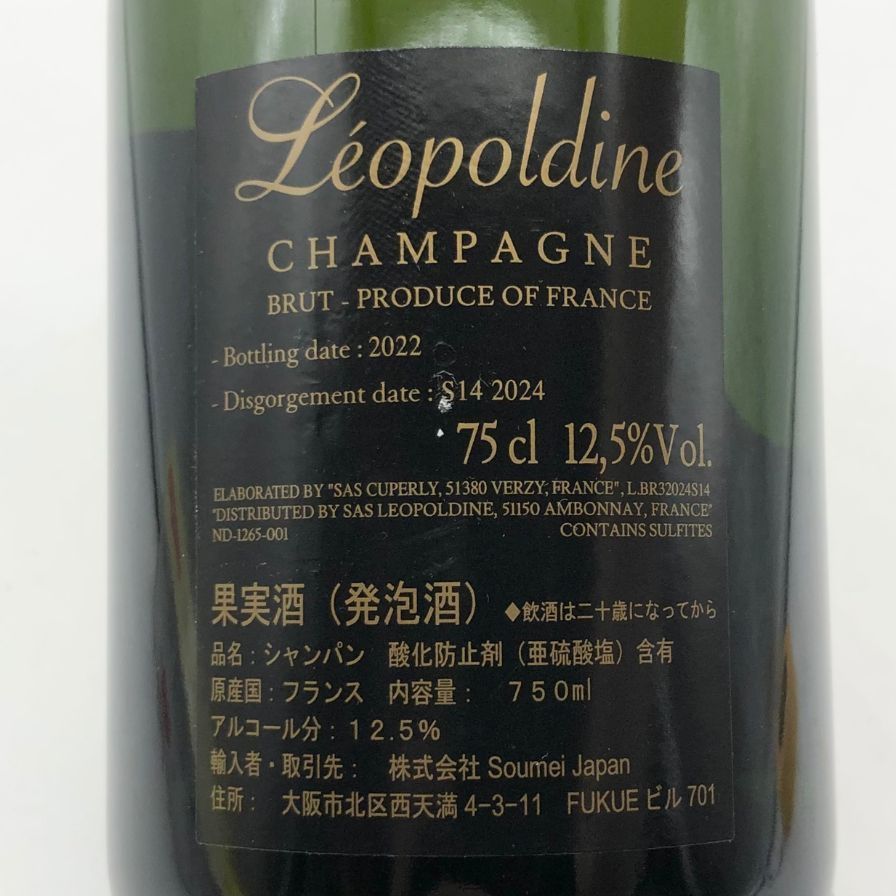 Léopoldine
CHAMPAGNE
BRUT - PRODUCE OF FRANCE
- Bottling date : 2022
- Disgorgement date : S14 2024
75 cl 12,5%Vol.
ELABORATED BY "SAS CUPERLY, 51380 VERZY, FRANCE", L.BR32024S14
"DISTRIBUTED BY SAS LEOPOLDINE, 51150 AMBONNAY, FRANCE"
ND-1265-001 CONTAINS SULFITES
果実酒（発泡酒） ◆飲酒は二十歳になってから
品名：シャンパン 酸化防止剤（亜硫酸塩）含有
原産国：フランス 内容量： ７５０ml
アルコール分：１２.５%
輸入者・取引先： 株式会社 Soumei Japan
住所： 大阪市北区西天満 4-3-11 FUKUE ビル 701